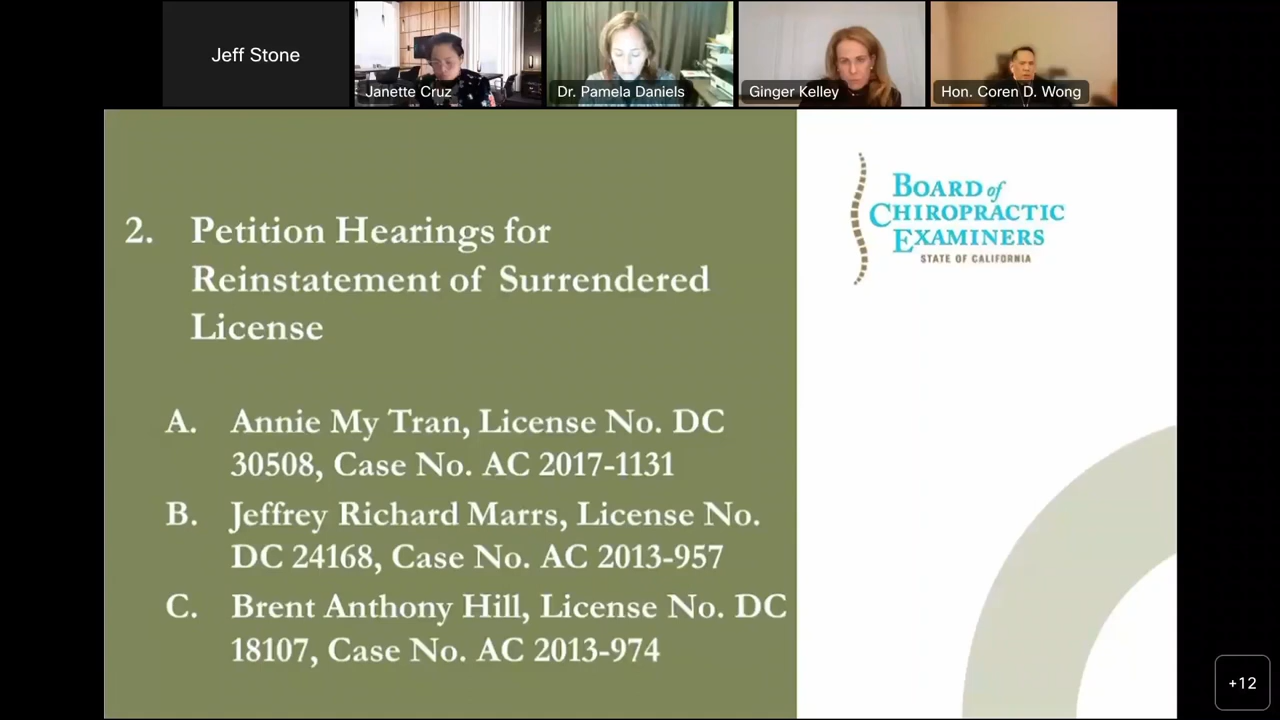 Jeff Stone
Janette Cruz
Dr. Pamela Daniels
Ginger Kelley
Hon. Coren D. Wong
2. Petition Hearings for
Reinstatement of Surrendered
License
A. Annie My Tran, License No. DC
30508, Case No. AC 2017-1131
B. Jeffrey Richard Marrs, License No.
DC 24168, Case No. AC 2013-957
C. Brent Anthony Hill, License No. DC
18107, Case No. AC 2013-974
BOARD of
CHIROPRACTIC
EXAMINERS
STATE OF CALIFORNIA
+12